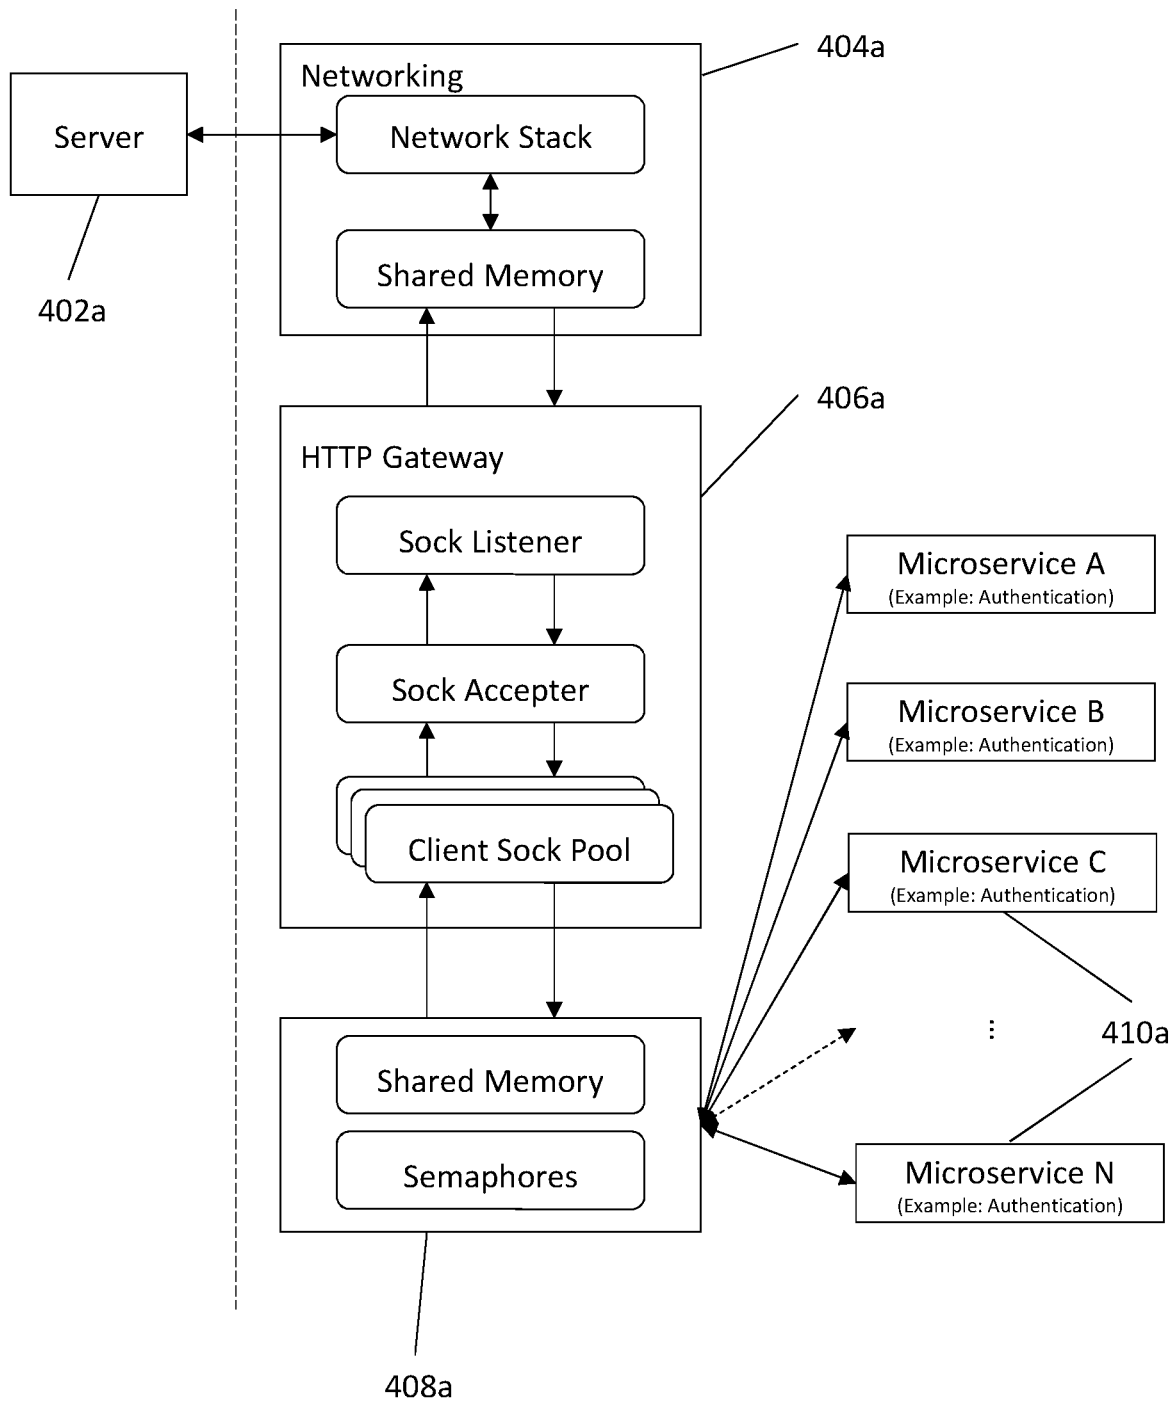 404a
Networking
Server
Network Stack
Shared Memory
402a
406a
HTTP Gateway
Sock Listener
Microservice A
(Example: Authentication)
Sock Accepter
Microservice B
(Example: Authentication)
Client Sock Pool
Microservice C
(Example: Authentication)
...
410a
Shared Memory
Semaphores
Microservice N
(Example: Authentication)
408a